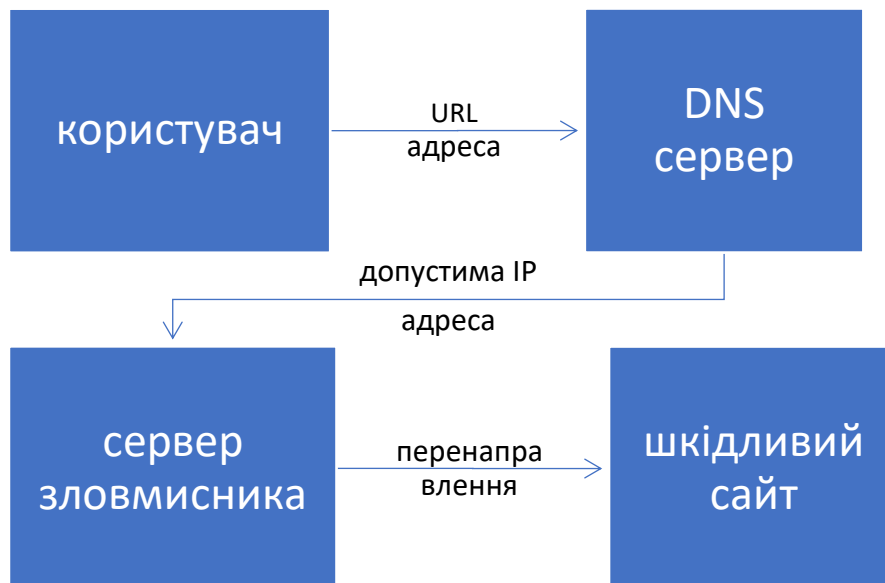 користувач
URL
адреса
DNS
сервер
допустима IP
адреса
сервер
зловмисника
перенапра
влення
шкідливий
сайт